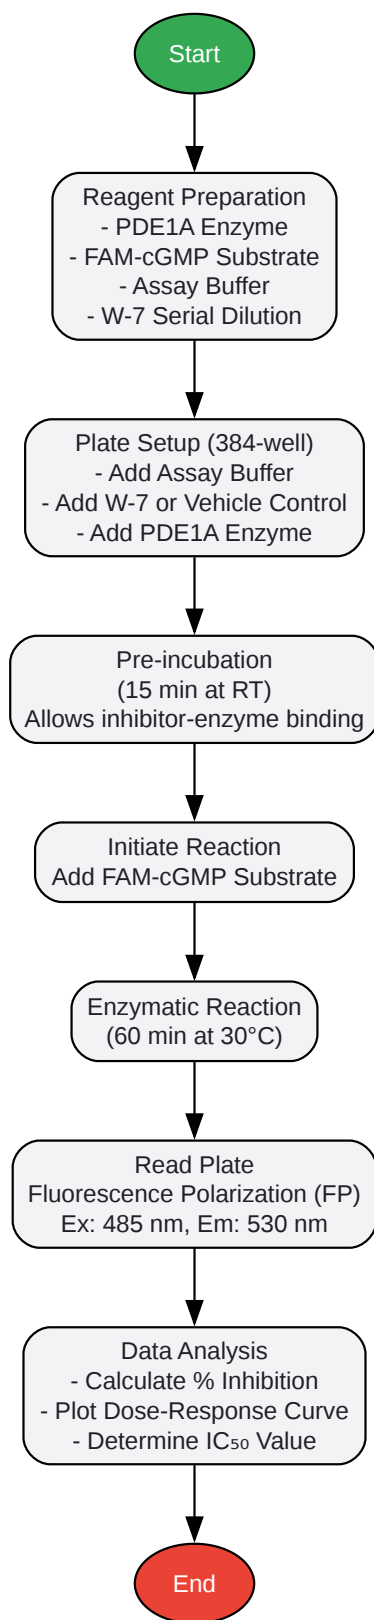 Start
Reagent Preparation
- PDE1A Enzyme
- FAM-cGMP Substrate
- Assay Buffer
- W-7 Serial Dilution
Plate Setup (384-well)
- Add Assay Buffer
- Add W-7 or Vehicle Control
- Add PDE1A Enzyme
Pre-incubation
(15 min at RT)
Allows inhibitor-enzyme binding
Initiate Reaction
Add FAM-cGMP Substrate
Enzymatic Reaction
(60 min at 30°C)
Read Plate
Fluorescence Polarization (FP)
Ex: 485 nm, Em: 530 nm
Data Analysis
- Calculate % Inhibition
- Plot Dose-Response Curve
- Determine IC₅₀ Value
End